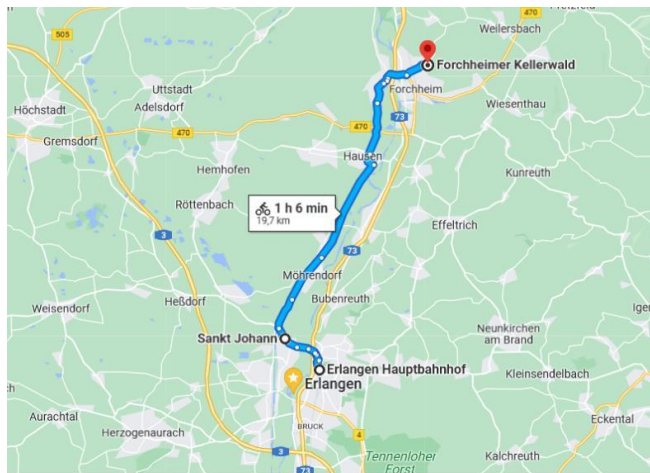 Weilersbach
505
Forchheimer Kellerwald
Uttstadt
Forchheim
Höchstadt
Adelsdorf
470
73
Wiesenthau
Gremsdorf
470
Hausen
Hemhofen
Kunreuth
Röttenbach
1 h 6 min
19,7 km
Effeltrich
3
73
Möhrendorf
Heßdorf
Bubenreuth
Weisendorf
Sankt Johann
Neunkirchen
am Brand
Erlangen Hauptbahnhof
Kleinsendelbach
Erlangen
Aurachtal
Eckental
BRUCK
Herzogenaurach
4
3
Tennenloher
Forst
Kalchreuth
73